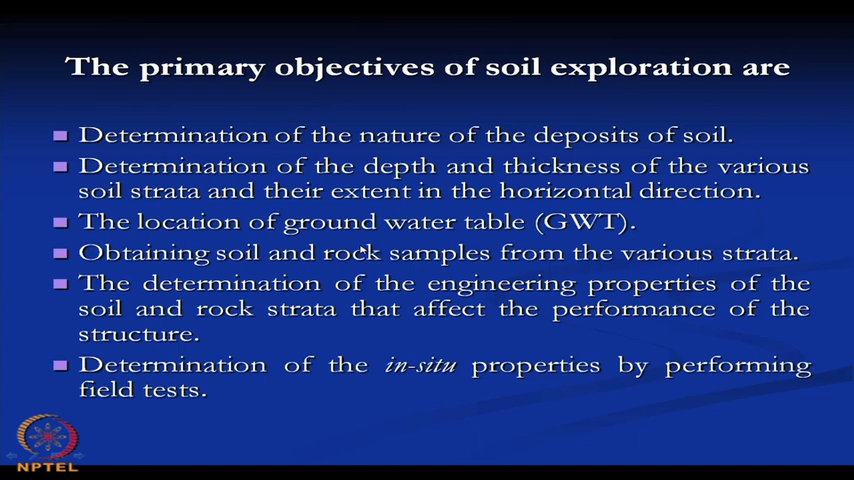 The primary objectives of soil exploration are
Determination of the nature of the deposits of soil.
Determination of the depth and thickness of the various
soil strata and their extent in the horizontal direction.
The location of ground water table (GWT).
Obtaining soil and rock samples from the various strata.
The determination of the engineering properties of the
soil and rock strata that affect the performance of the
structure.
Determination of the in-situ properties by performing
field tests.
NPTEL